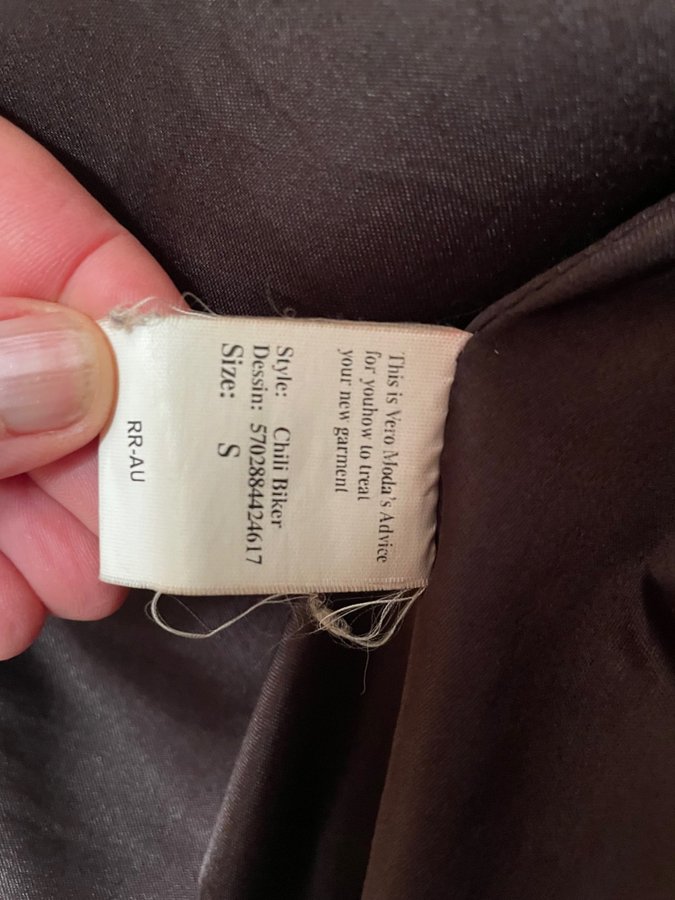 This is Vero Moda's Advice
for youhow to treat
your new garment
Style: Chili Biker
Dessin: 5702884424617
Size: S
RR-AU